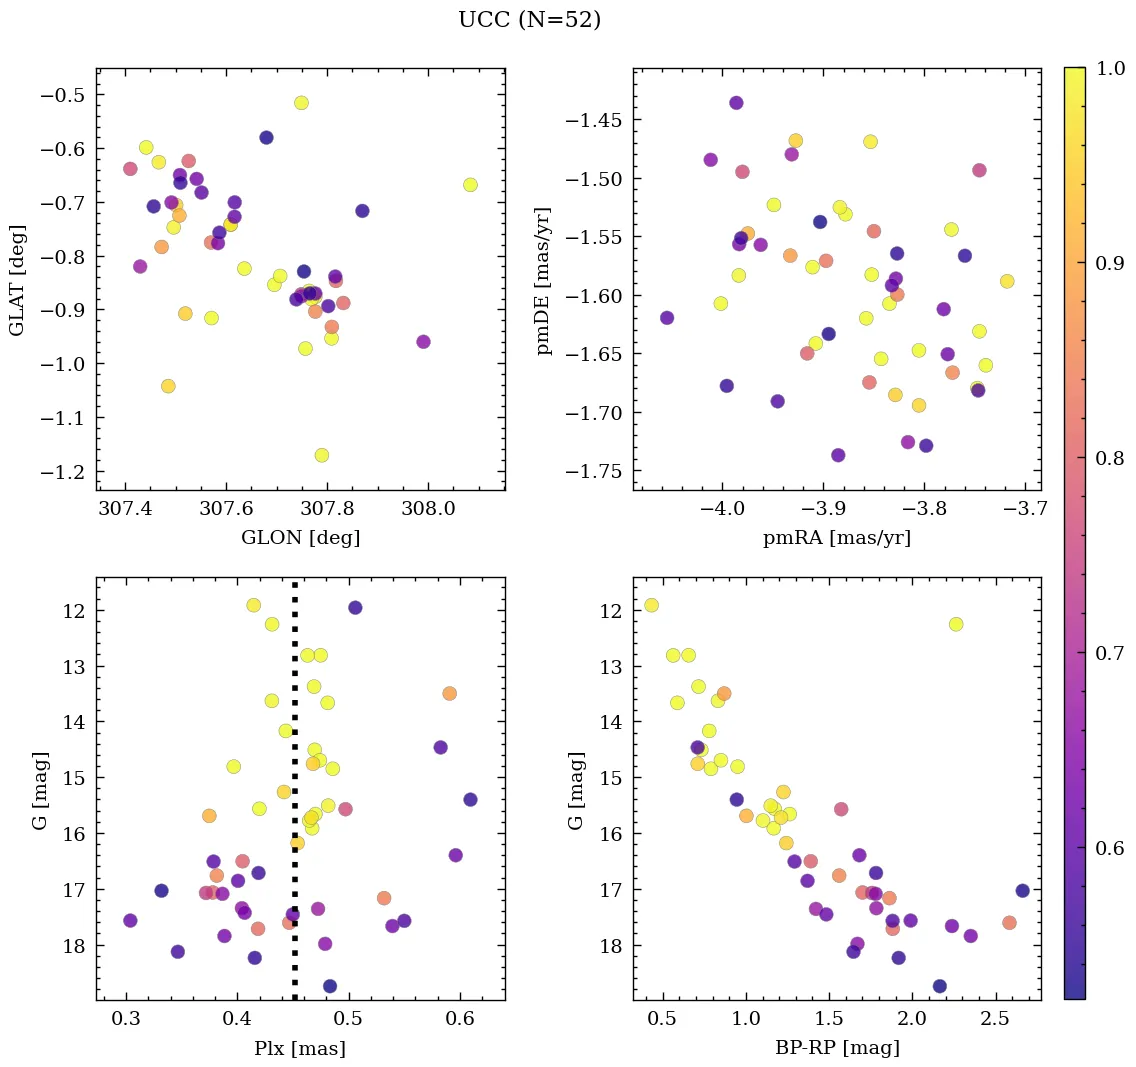 UCC (N=52)
−0.5
−0.6
−0.7
−0.8
−0.9
−1.0
−1.1
−1.2
GLAT [deg]
307.4 307.6 307.8 308.0
GLON [deg]
−1.45
−1.50
−1.55
−1.60
−1.65
−1.70
−1.75
pmDE [mas/yr]
−4.0 −3.9 −3.8 −3.7
pmRA [mas/yr]
12
13
14
15
16
17
18
G [mag]
0.3 0.4 0.5 0.6
Plx [mas]
12
13
14
15
16
17
18
G [mag]
0.5 1.0 1.5 2.0 2.5
BP-RP [mag]
1.0
0.9
0.8
0.7
0.6